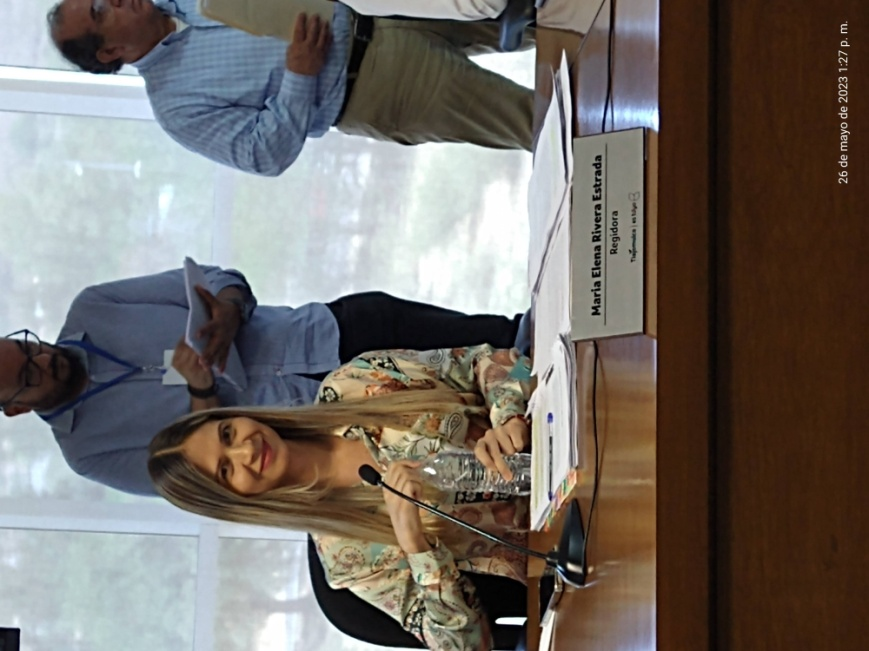 María Elena Rivera Estrada
Regidora
Tlajomulco
26 de mayo de 2023 1:27 p. m.